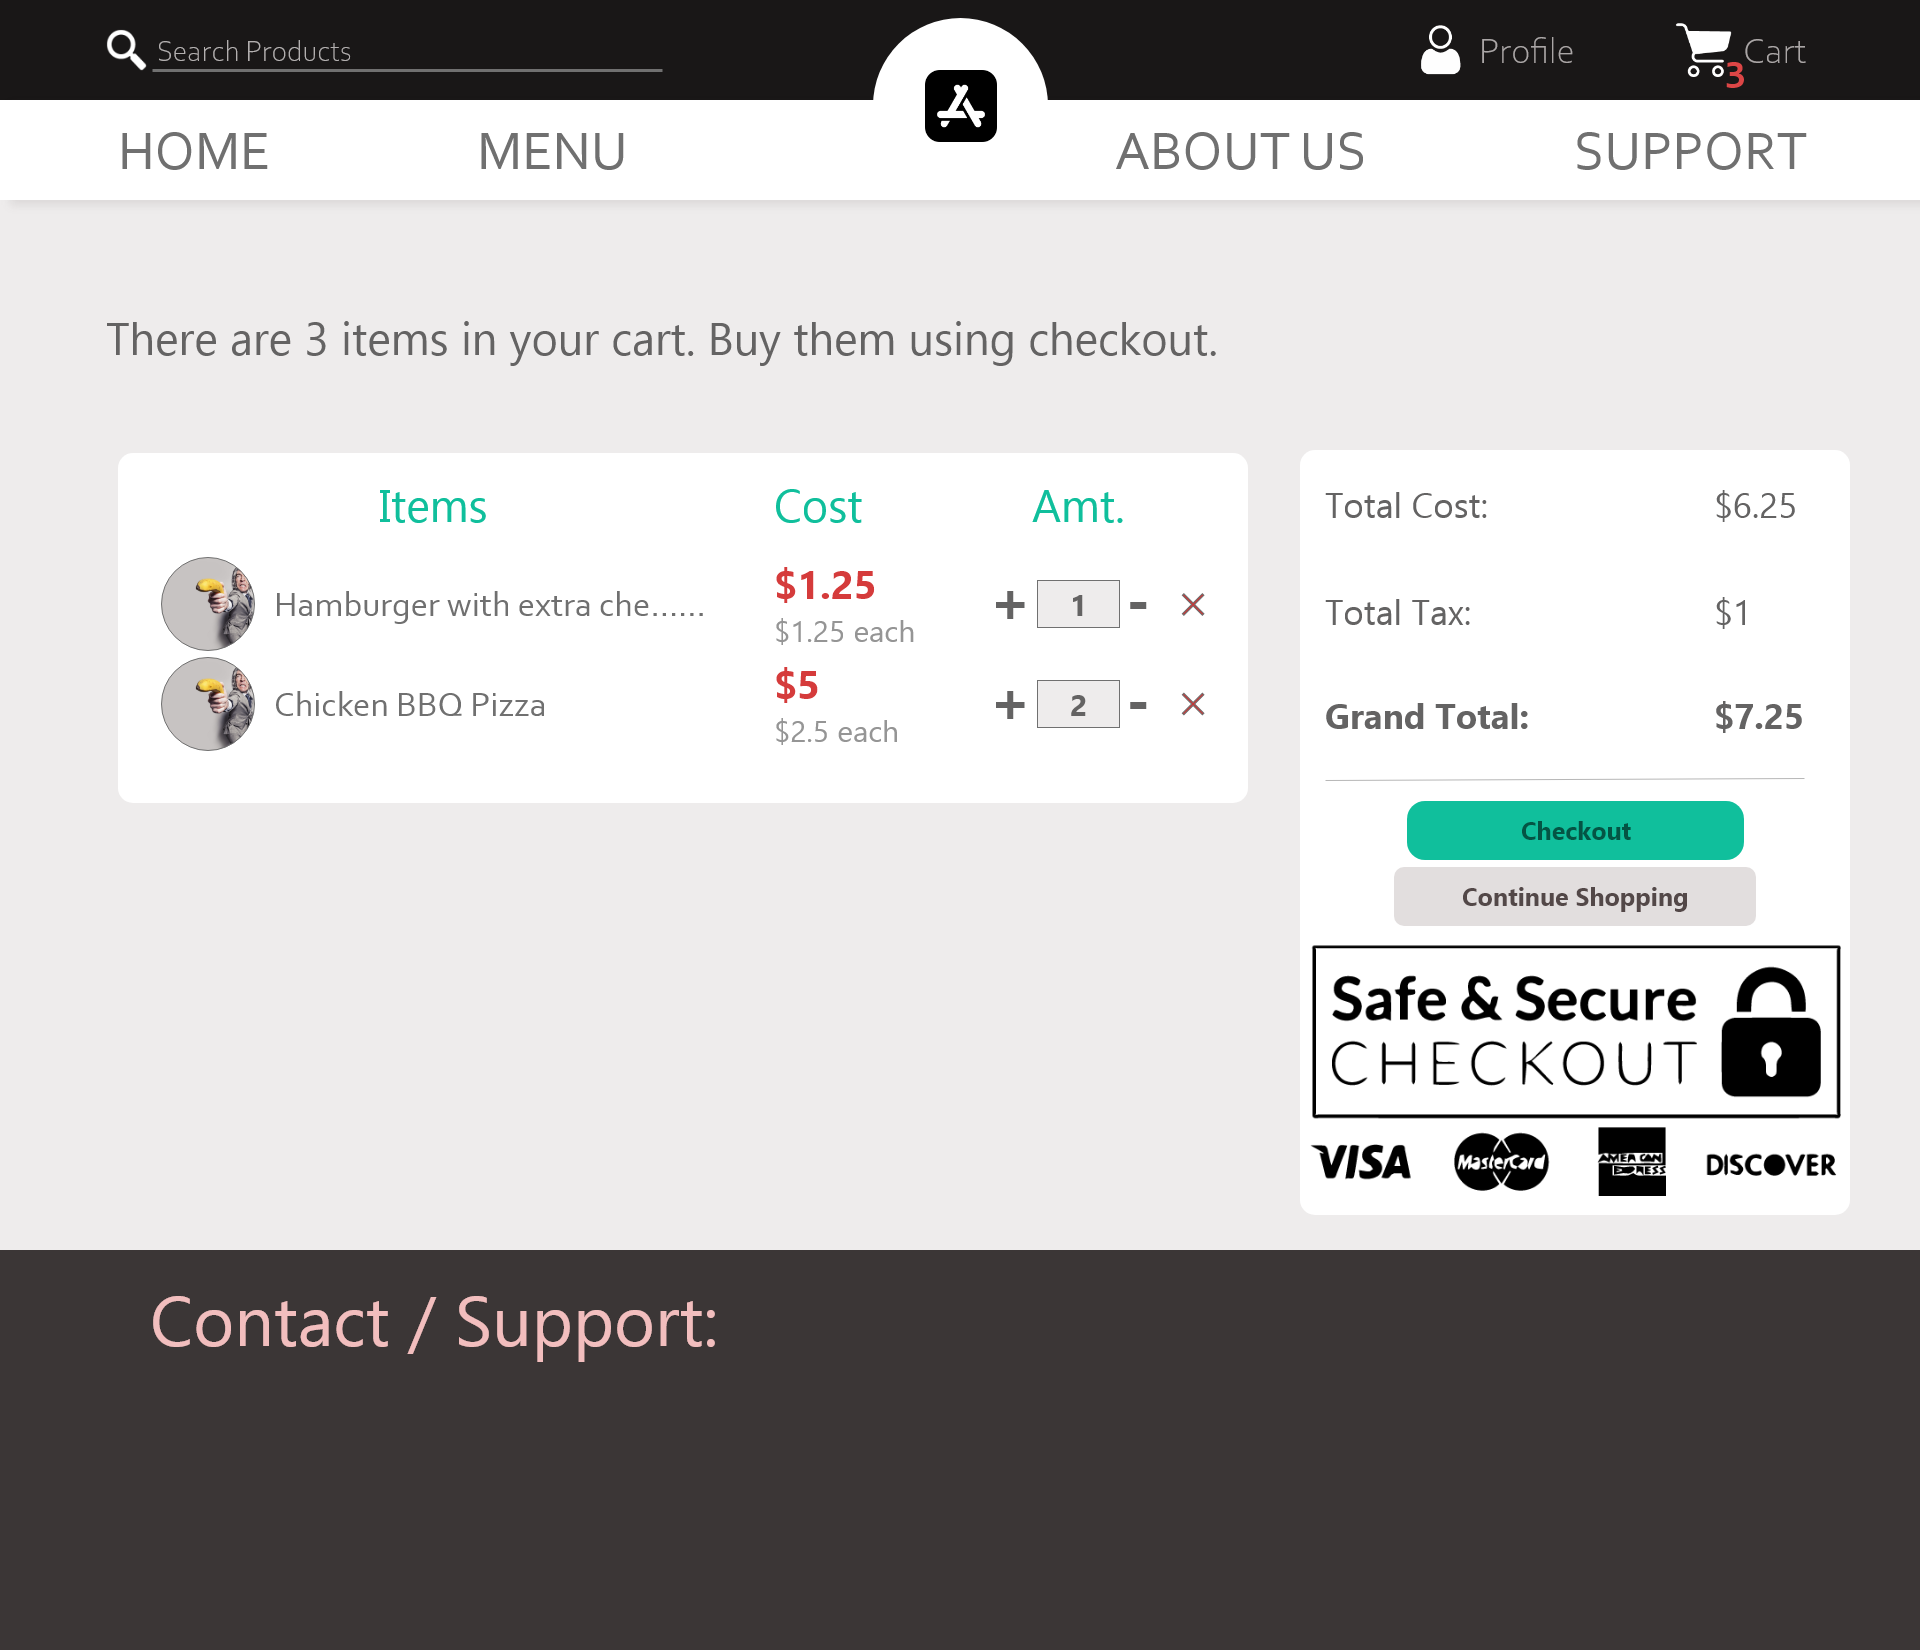 Search Products
Profile
3
Cart
HOME
MENU
ABOUT US
SUPPORT
There are 3 items in your cart. Buy them using checkout.
Items
Cost
Amt.
Hamburger with extra che......
$1.25
$1.25 each
+ 1 - ×
Chicken BBQ Pizza
$5
$2.5 each
+ 2 - ×
Total Cost: $6.25
Total Tax: $1
Grand Total: $7.25
Checkout
Continue Shopping
Safe & Secure
CHECKOUT
VISA
MasterCard
AMERICAN
EXPRESS
DISCOVER
Contact / Support: